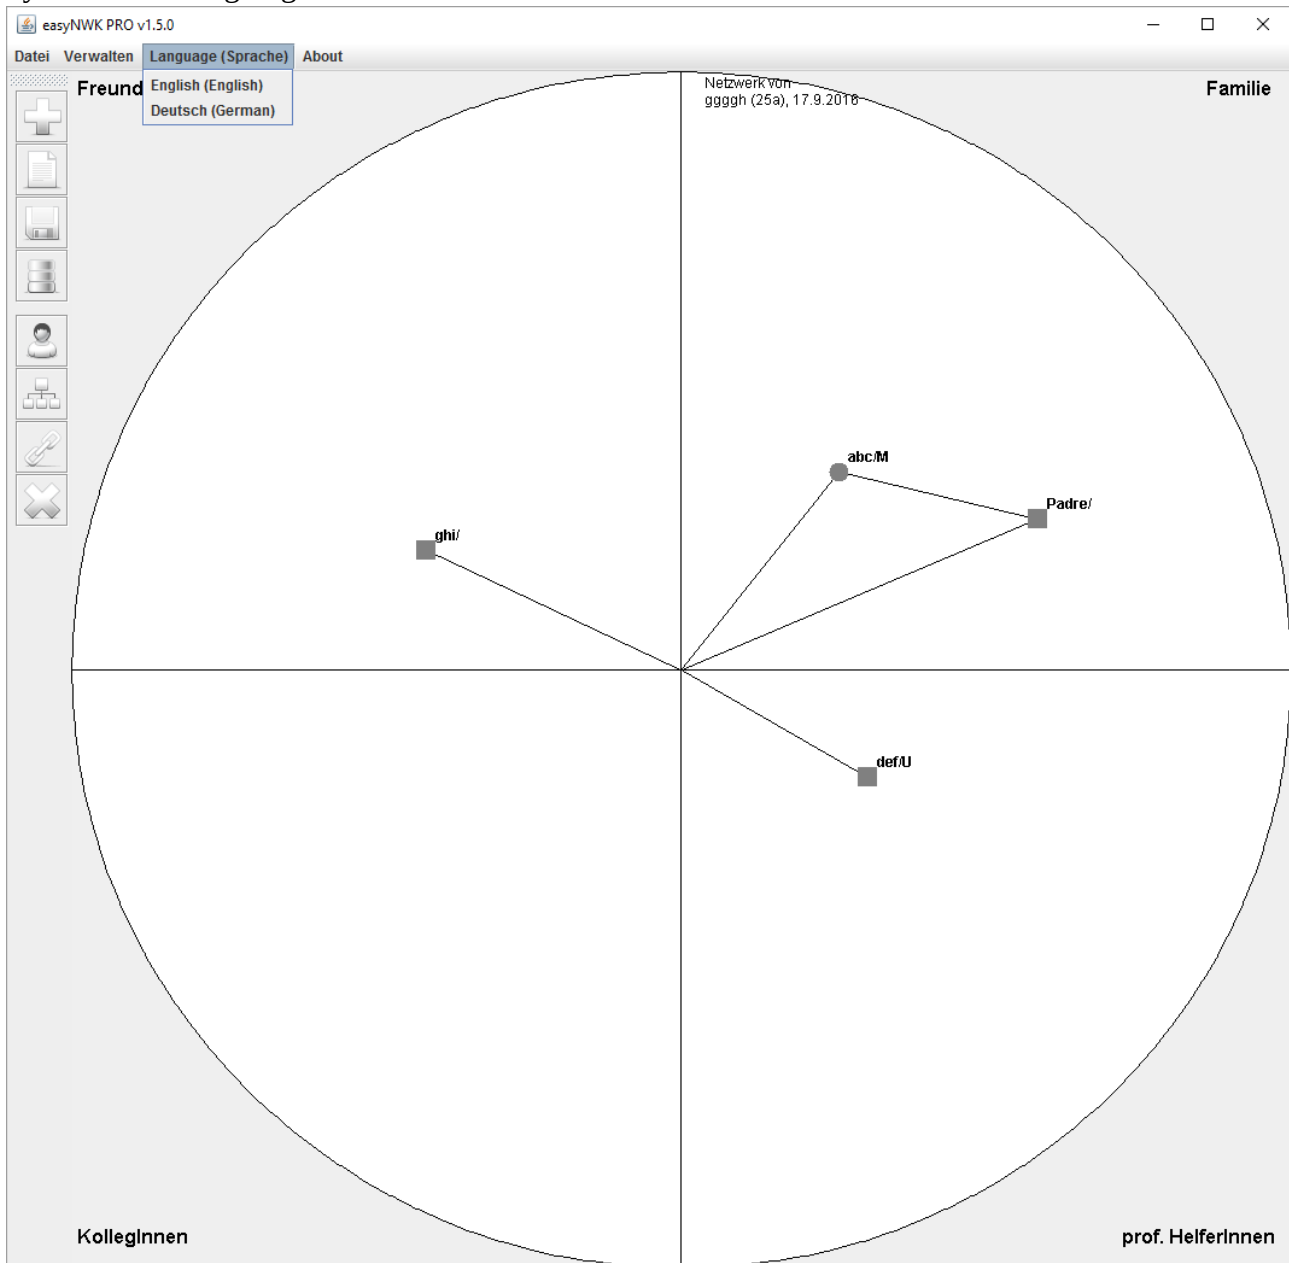 easyNWK PRO v1.5.0
Datei Verwalten Language (Sprache) About
English (English)
Deutsch (German)
Freund
Netzwerk von
ggggh (25a), 17.9.2016
Familie
abc/M
Padre/
ghi/
def/U
KollegInnen
prof. HelferInnen